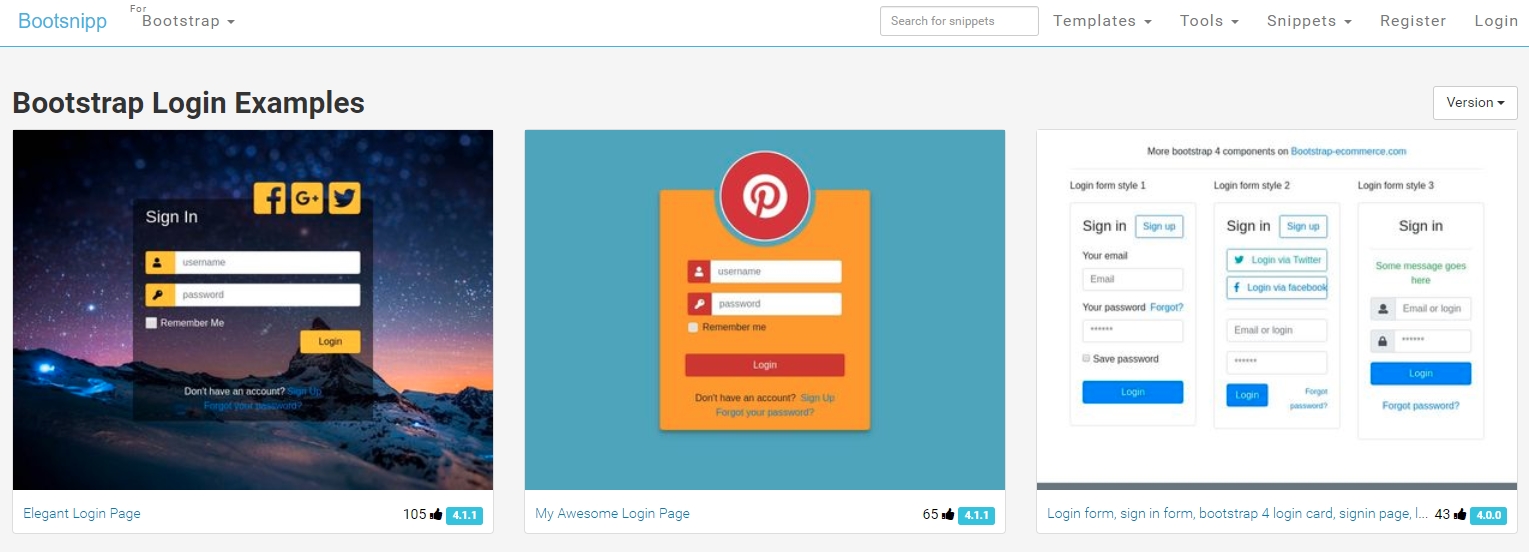 Bootsnipp
For
Bootstrap
Search for snippets
Templates
Tools
Snippets
Register
Login
Bootstrap Login Examples
Version
Sign In
username
password
Remember Me
Login
Don't have an account? Sign Up
Forgot your password?
Elegant Login Page
105
4.1.1
username
password
Remember me
Login
Don't have an account? Sign Up
Forgot your password?
My Awesome Login Page
65
4.1.1
More bootstrap 4 components on Bootstrap-ecommerce.com
Login form style 1
Sign in
Sign up
Your email
Email
Your password Forgot?
******
Save password
Login
Login form style 2
Sign in
Sign up
Login via Twitter
Login via facebook
Email or login
******
Login
Forgot
password?
Login form style 3
Sign in
Some message goes
here
Email or login
******
Login
Forgot password?
Login form, sign in form, bootstrap 4 login card, signin page, l...
43
4.0.0